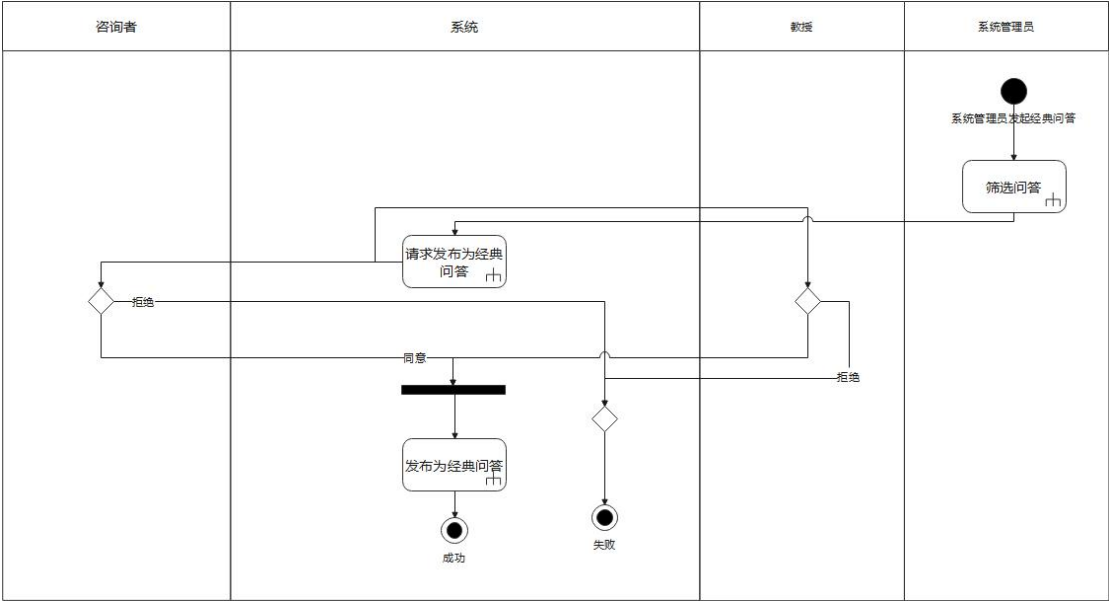 咨询者
系统
教授
系统管理员
系统管理员发起经典问答
筛选问答
请求发布为经典
问答
拒绝
同意
拒绝
发布为经典问答
成功
失败